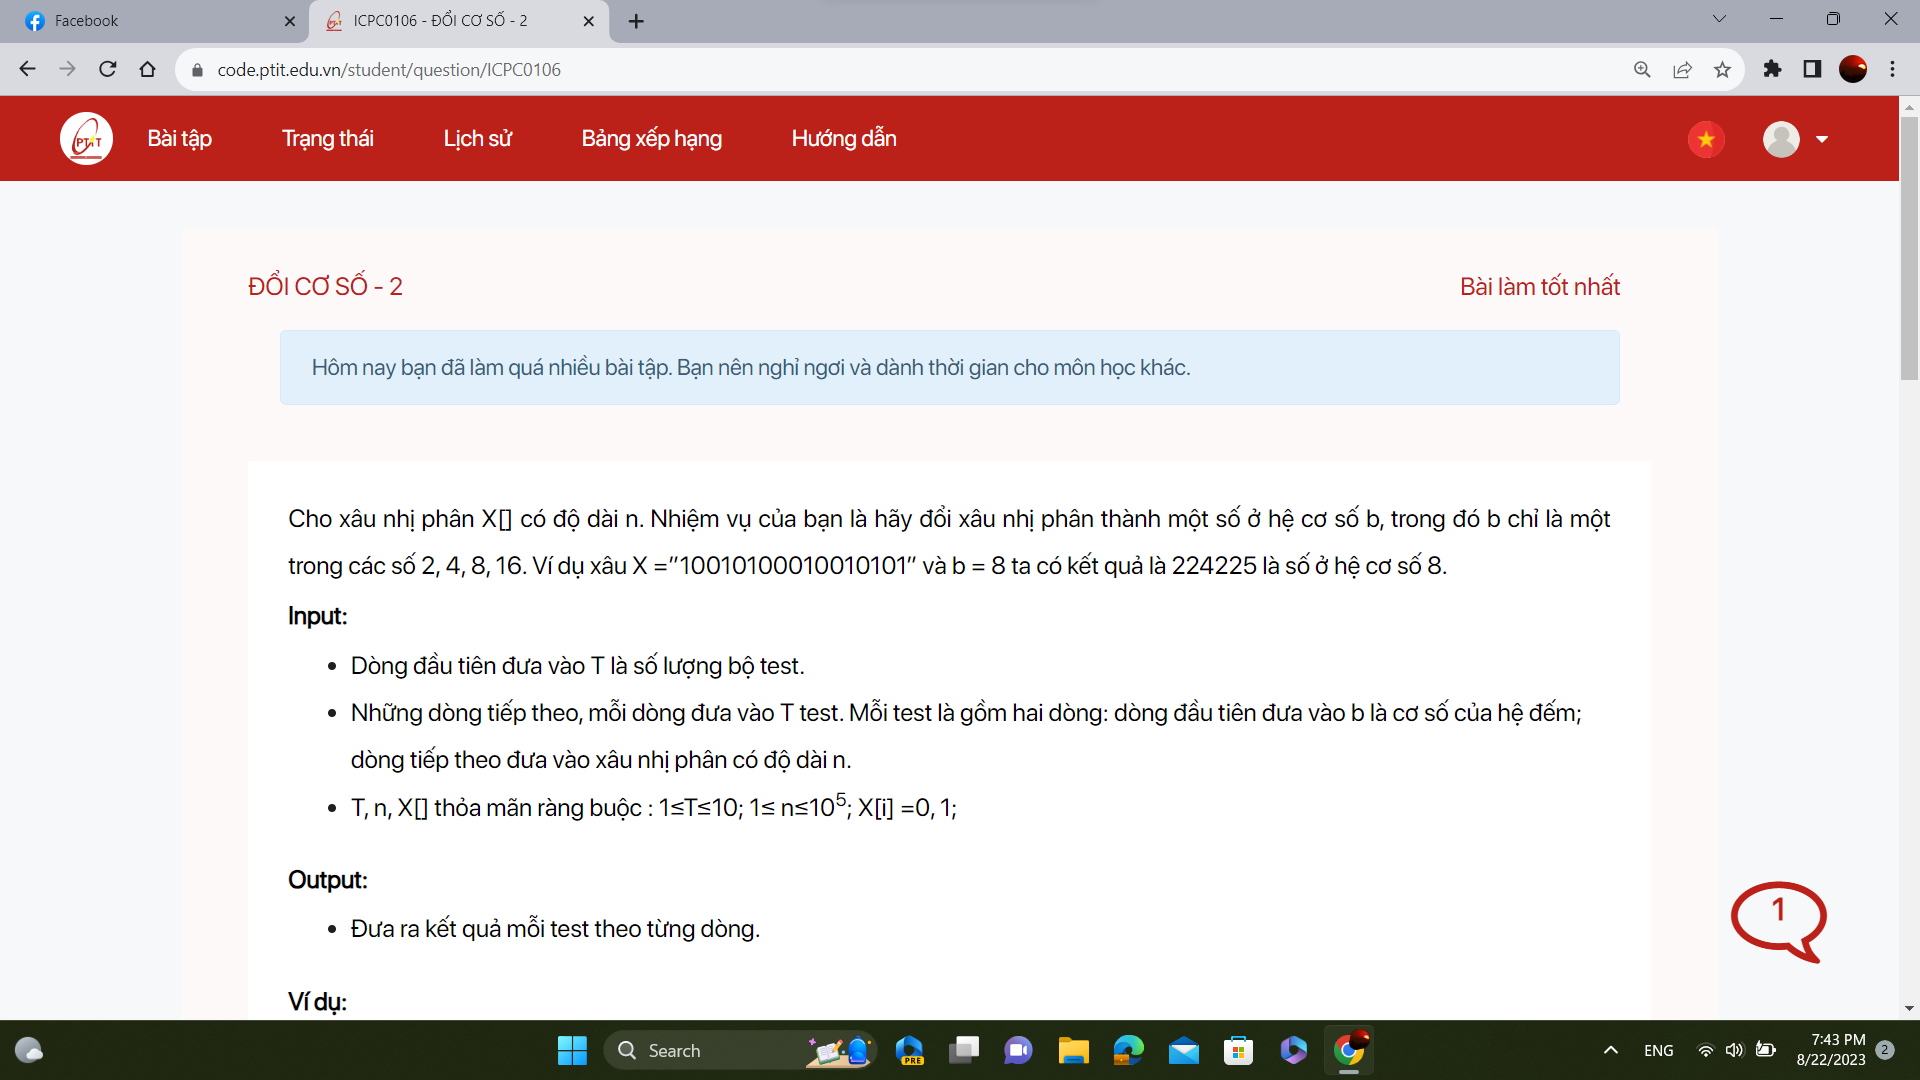 Facebook
ICPC0106 - ĐỔI CƠ SỐ - 2
code.ptit.edu.vn/student/question/ICPC0106
PTIT
Bài tập
Trạng thái
Lịch sử
Bảng xếp hạng
Hướng dẫn
ĐỔI CƠ SỐ - 2
Bài làm tốt nhất
Hôm nay bạn đã làm quá nhiều bài tập. Bạn nên nghỉ ngơi và dành thời gian cho môn học khác.
Cho xâu nhị phân X[] có độ dài n. Nhiệm vụ của bạn là hãy đổi xâu nhị phân thành một số ở hệ cơ số b, trong đó b chỉ là một
trong các số 2, 4, 8, 16. Ví dụ xâu X ="10010100010010101" và b = 8 ta có kết quả là 224225 là số ở hệ cơ số 8.
Input:
• Dòng đầu tiên đưa vào T là số lượng bộ test.
• Những dòng tiếp theo, mỗi dòng đưa vào T test. Mỗi test là gồm hai dòng: dòng đầu tiên đưa vào b là cơ số của hệ đếm;
dòng tiếp theo đưa vào xâu nhị phân có độ dài n.
• T, n, X[] thỏa mãn ràng buộc : 1≤T≤10; 1≤ n≤10⁵; X[i] =0, 1;
Output:
• Đưa ra kết quả mỗi test theo từng dòng.
1
Ví dụ:
Search
PRE
ENG
7:43 PM
8/22/2023
2